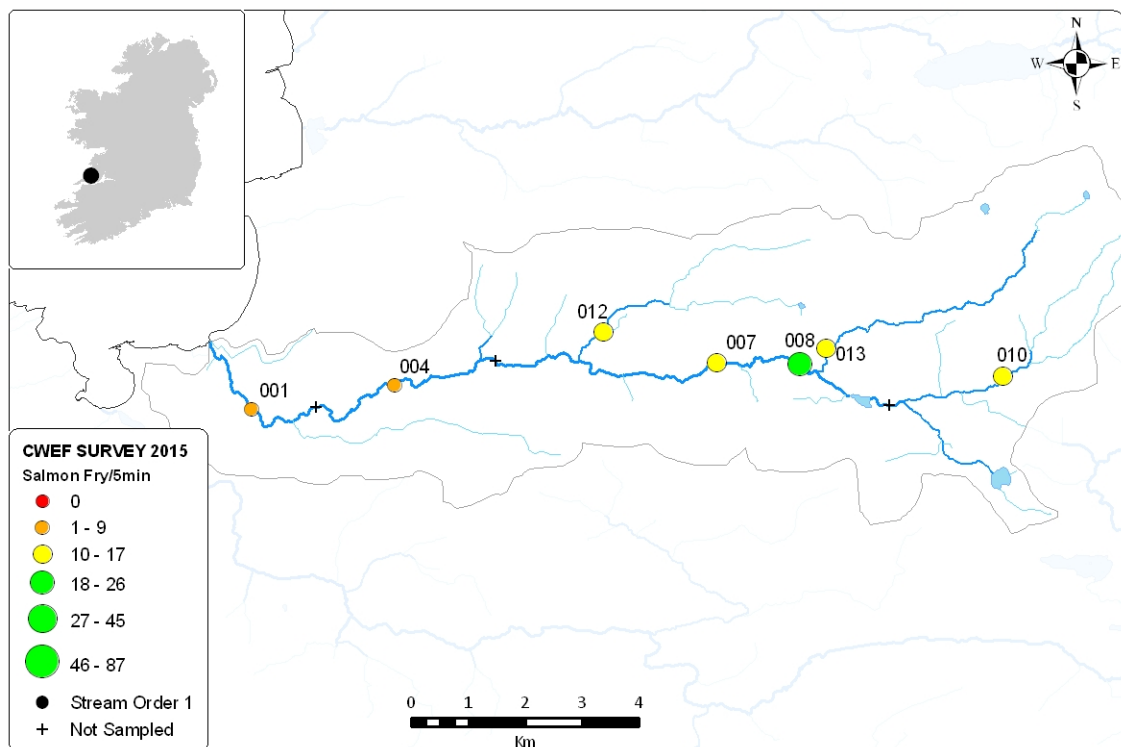 N
W E
S
012
007
008
013
010
004
001
CWEF SURVEY 2015
Salmon Fry/5min
0
1 - 9
10 - 17
18 - 26
27 - 45
46 - 87
Stream Order 1
Not Sampled
0 1 2 3 4
Km